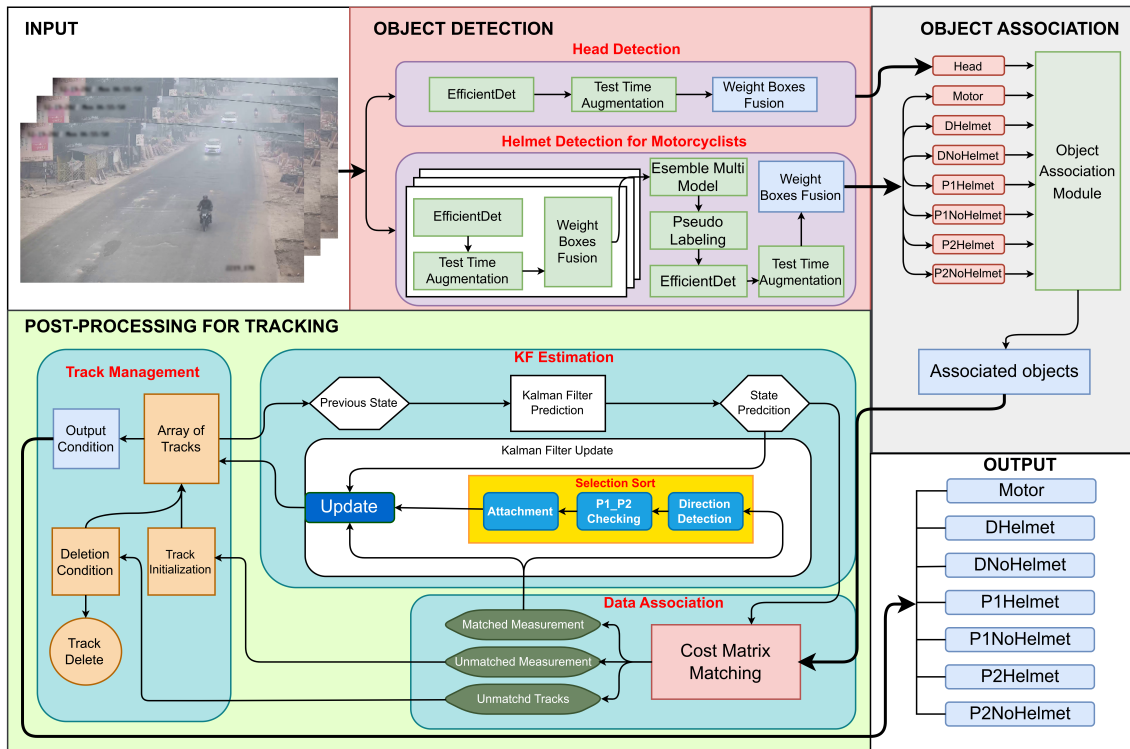 INPUT
OBJECT DETECTION
Head Detection
EfficientDet
Test Time
Augmentation
Weight Boxes
Fusion
Helmet Detection for Motorcyclists
EfficientDet
Test Time
Augmentation
Weight
Boxes
Fusion
Esemble Multi
Model
Pseudo
Labeling
EfficientDet
Test Time
Augmentation
Weight
Boxes Fusion
OBJECT ASSOCIATION
Head
Motor
DHelmet
DNoHelmet
P1Helmet
P1NoHelmet
P2Helmet
P2NoHelmet
Object
Association
Module
Associated objects
POST-PROCESSING FOR TRACKING
Track Management
Output
Condition
Array of
Tracks
Deletion
Condition
Track
Initialization
Track
Delete
KF Estimation
Previous State
Kalman Filter
Prediction
State
Predcition
Kalman Filter Update
Update
Selection Sort
Attachment
P1_P2
Checking
Direction
Detection
Data Association
Matched Measurement
Unmatched Measurement
Unmatchd Tracks
Cost Matrix
Matching
OUTPUT
Motor
DHelmet
DNoHelmet
P1Helmet
P1NoHelmet
P2Helmet
P2NoHelmet